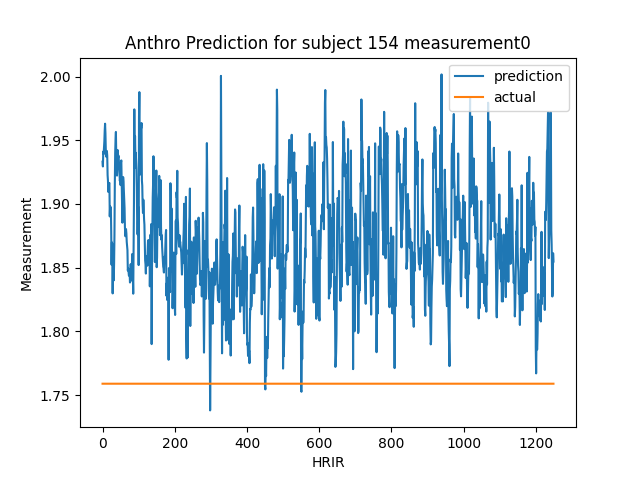 Anthro Prediction for subject 154 measurement0
prediction
actual
2.00
1.95
1.90
1.85
1.80
1.75
Measurement
0
200
400
600
800
1000
1200
HRIR